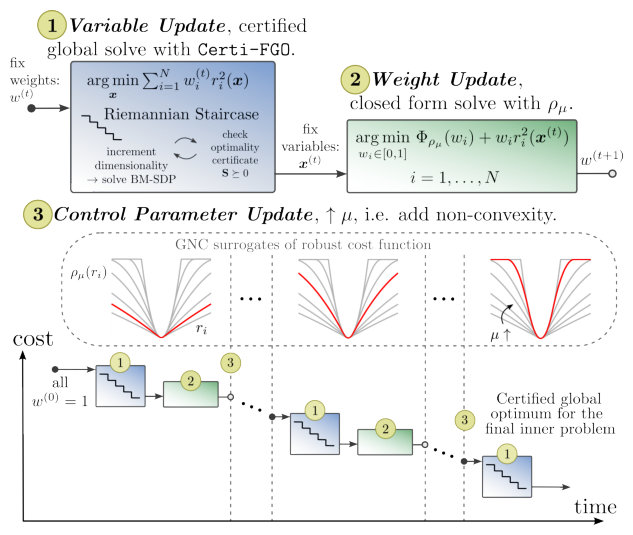 1 Variable Update, certified
global solve with Certi-FGO.
fix
weights:
w^(t)
arg min_x ∑_{i=1}^N w_i^(t) r_i^2(x)
Riemannian Staircase
increment
dimensionality
→ solve BM-SDP
check
optimality
certificate
S ⪰ 0
fix
variables:
x^(t)
2 Weight Update,
closed form solve with ρ_μ.
arg min_{w_i∈[0,1]} Φ_{ρ_μ}(w_i) + w_i r_i^2(x^(t))
i = 1, . . . , N
w^(t+1)
3 Control Parameter Update, ↑ μ, i.e. add non-convexity.
GNC surrogates of robust cost function
ρ_μ(r_i)
r_i
μ ↑
cost
all
w^(0) = 1
1
2
3
1
2
3
1
Certified global
optimum for the
final inner problem
time